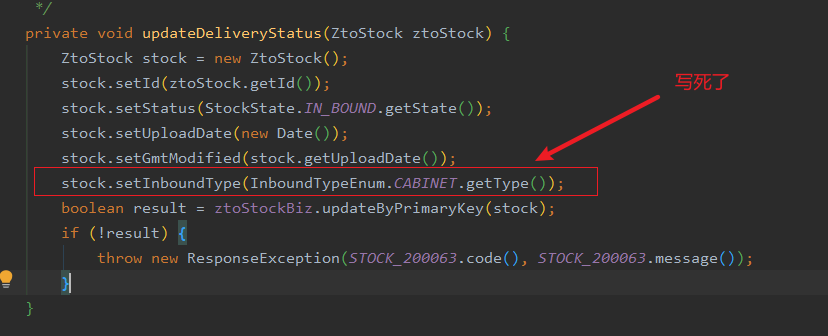 */
private void updateDeliveryStatus(ZtoStock ztoStock) {
ZtoStock stock = new ZtoStock();
stock.setId(ztoStock.getId());
stock.setStatus(StockState.IN_BOUND.getState());
写死了
stock.setUploadDate(new Date());
stock.setGmtModified(stock.getUploadDate());
stock.setInboundType(InboundTypeEnum.CABINET.getType());
boolean result = ztoStockBiz.updateByPrimaryKey(stock);
if (!result) {
throw new ResponseException(STOCK_200063.code(), STOCK_200063.message());
}
}